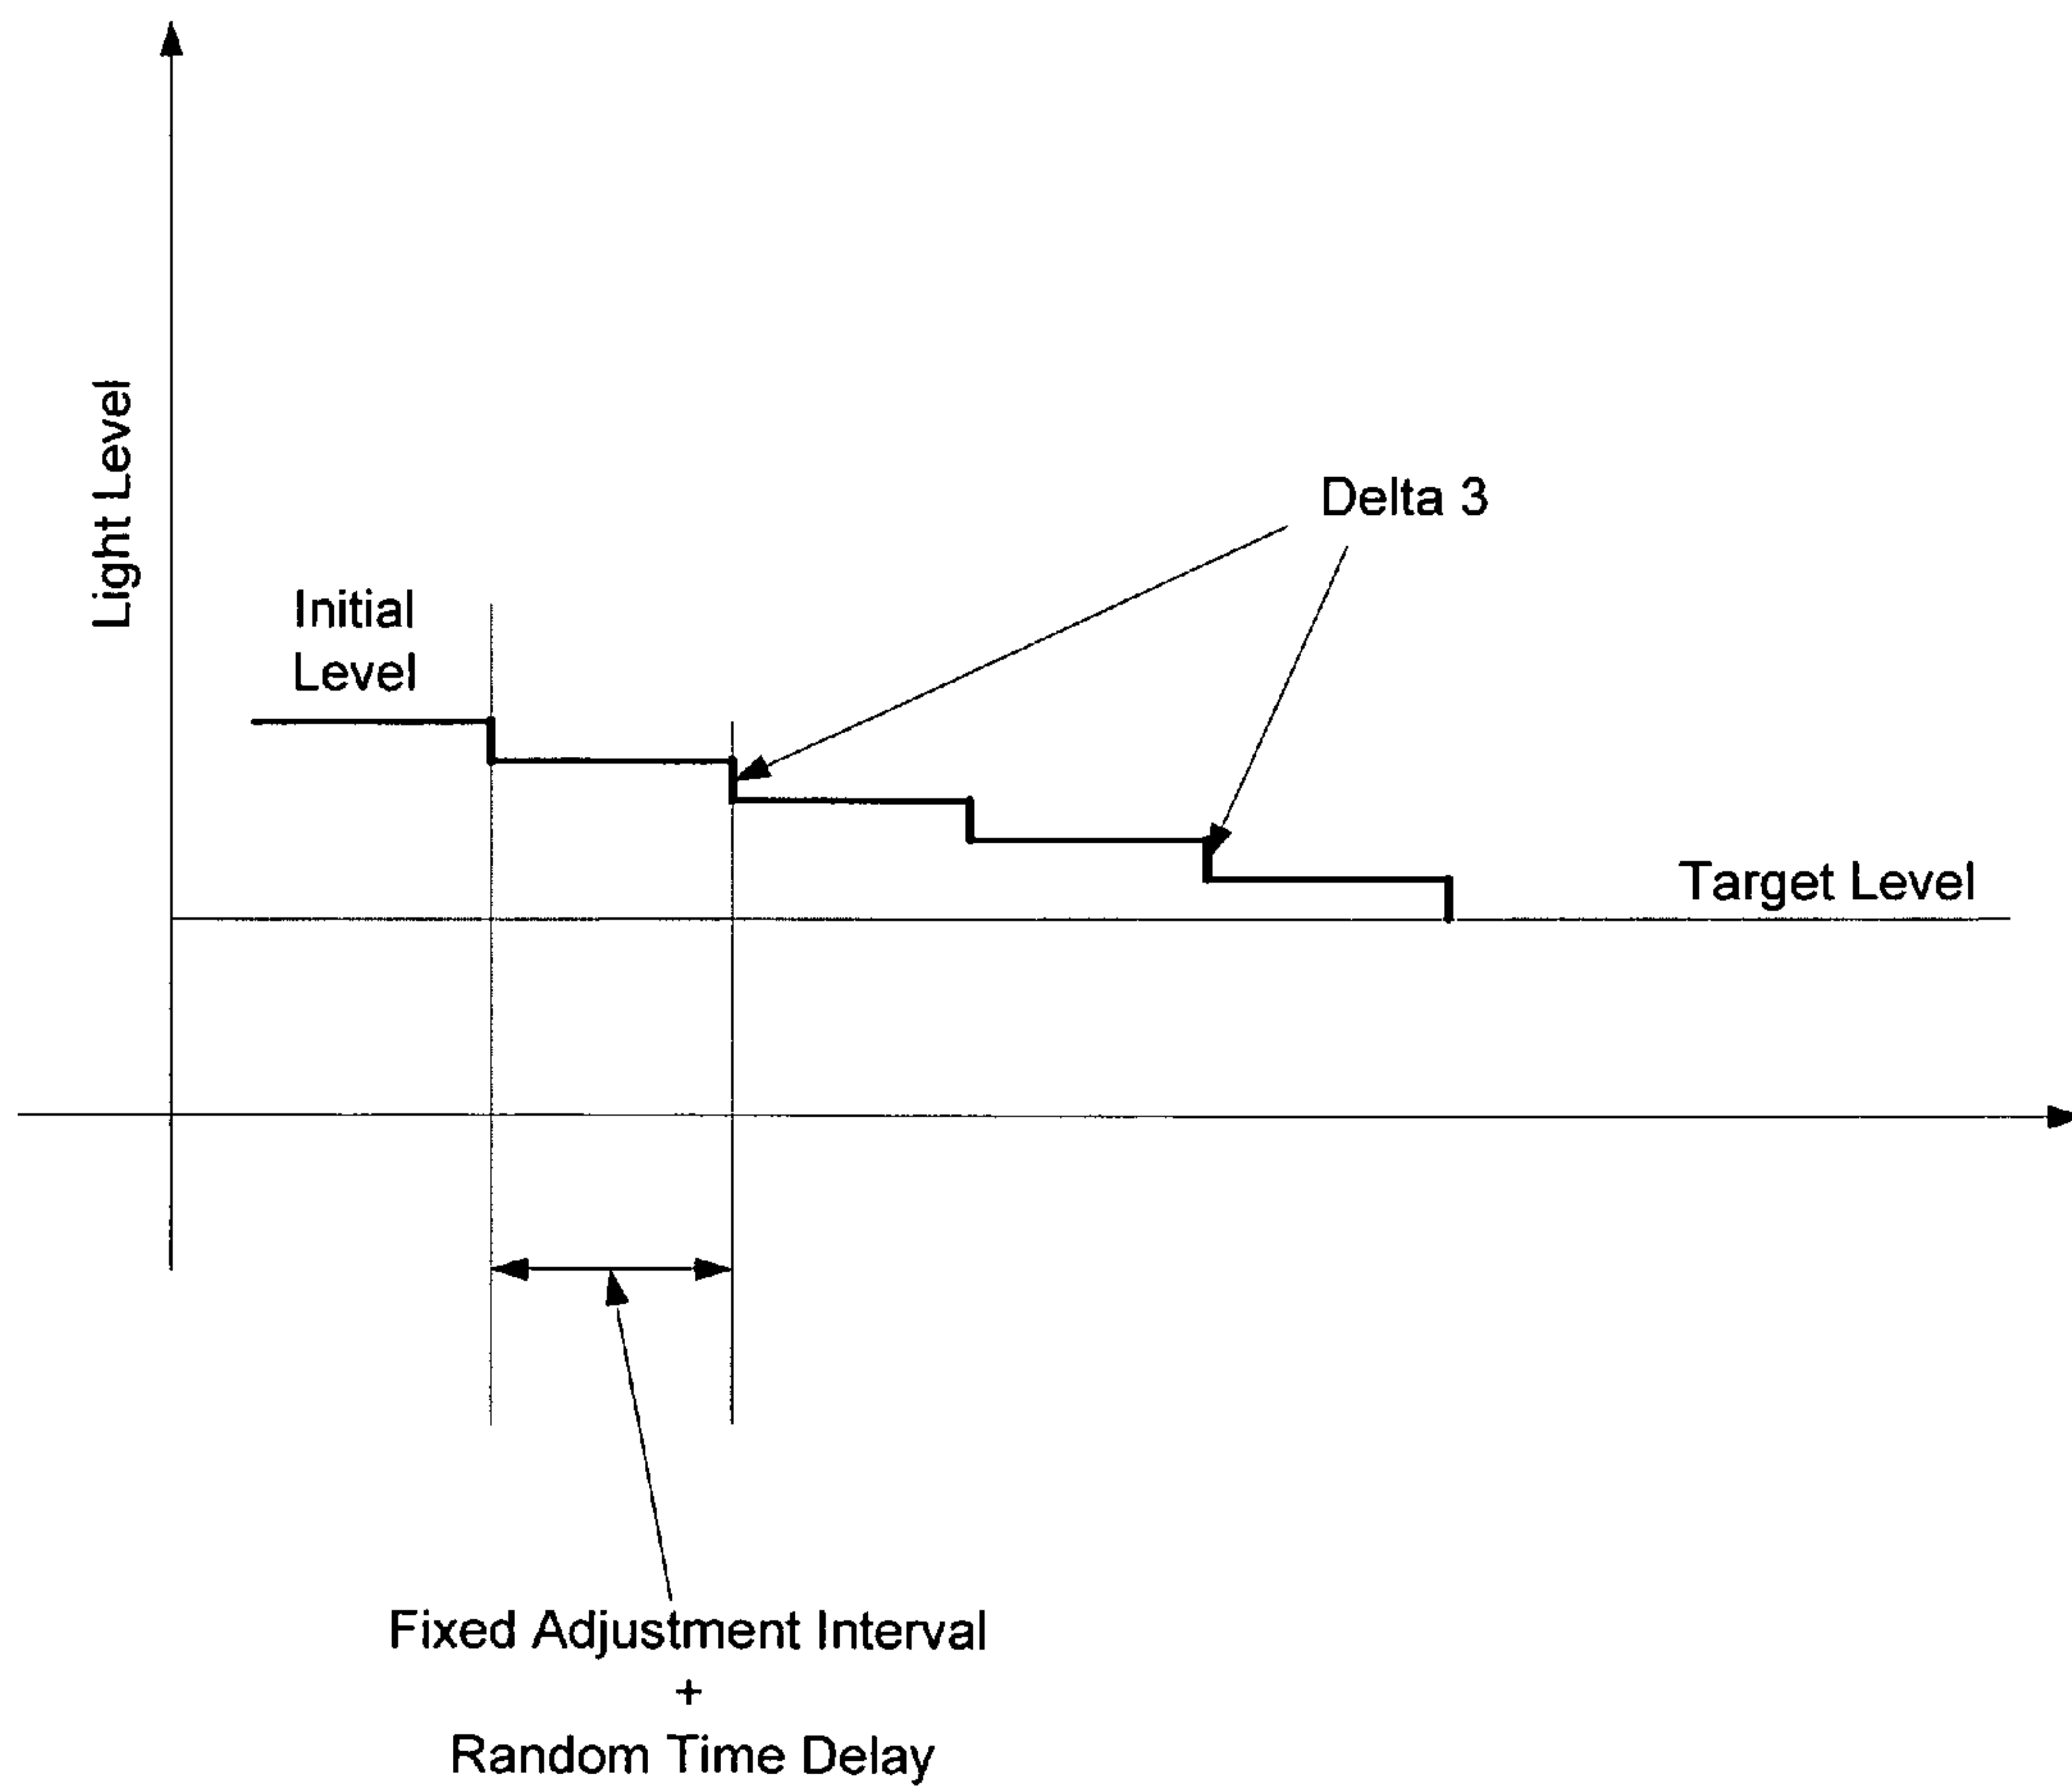 Light Level
Delta 3
Initial
Level
Target Level
Fixed Adjustment Interval
+
Random Time Delay